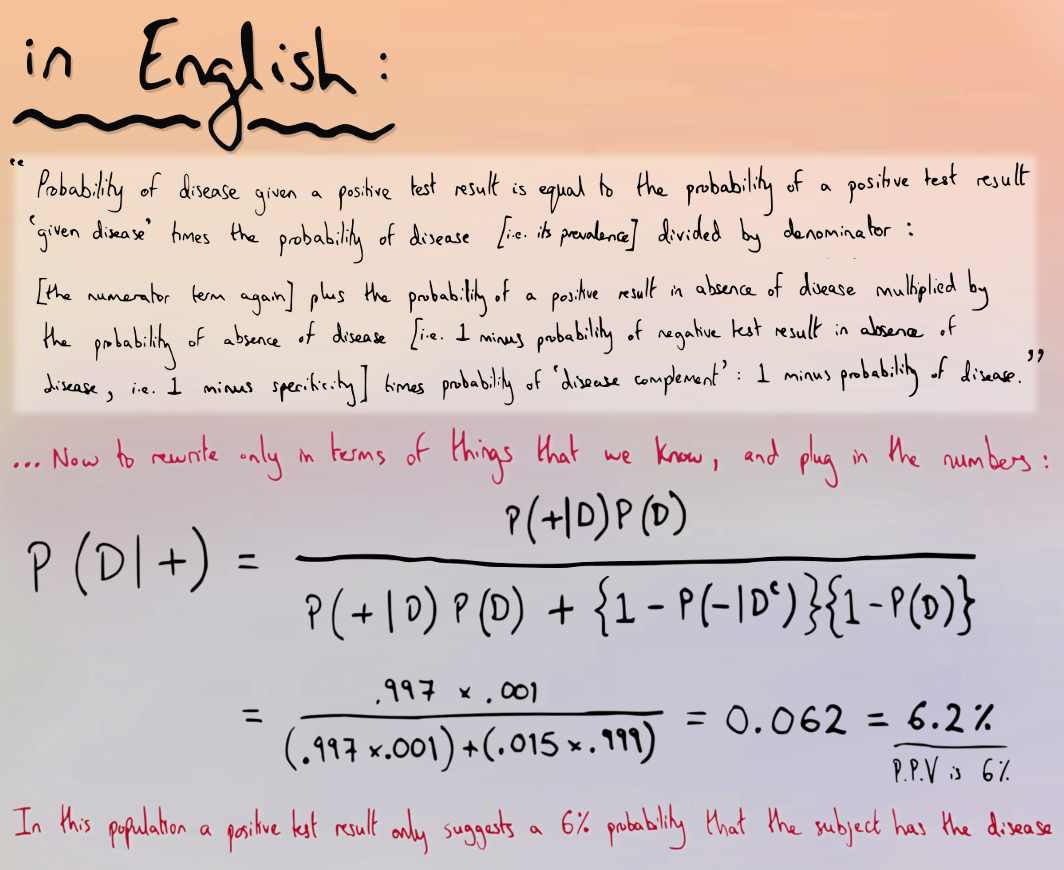 in English:
“Probability of disease given a positive test result is equal to the probability of a positive test result
‘given disease’ times the probability of disease [i.e. its prevalence] divided by denominator:
[the numerator term again] plus the probability of a positive result in absence of disease multiplied by
the probability of absence of disease [i.e. 1 minus probability of negative test result in absence of
disease, i.e. 1 minus specificity] times probability of ‘disease complement’: 1 minus probability of disease.”
... Now to rewrite only in terms of things that we know, and plug in the numbers:
P(+|D)P(D)
P(D|+) =
P(+|D) P(D) + {1-P(-|Dᶜ)}{1-P(D)}
.997 × .001
= = 0.062 = 6.2%
(.997 ×.001)+(.015 ×.999)
P.P.V is 6%
In this population a positive test result only suggests a 6% probability that the subject has the disease